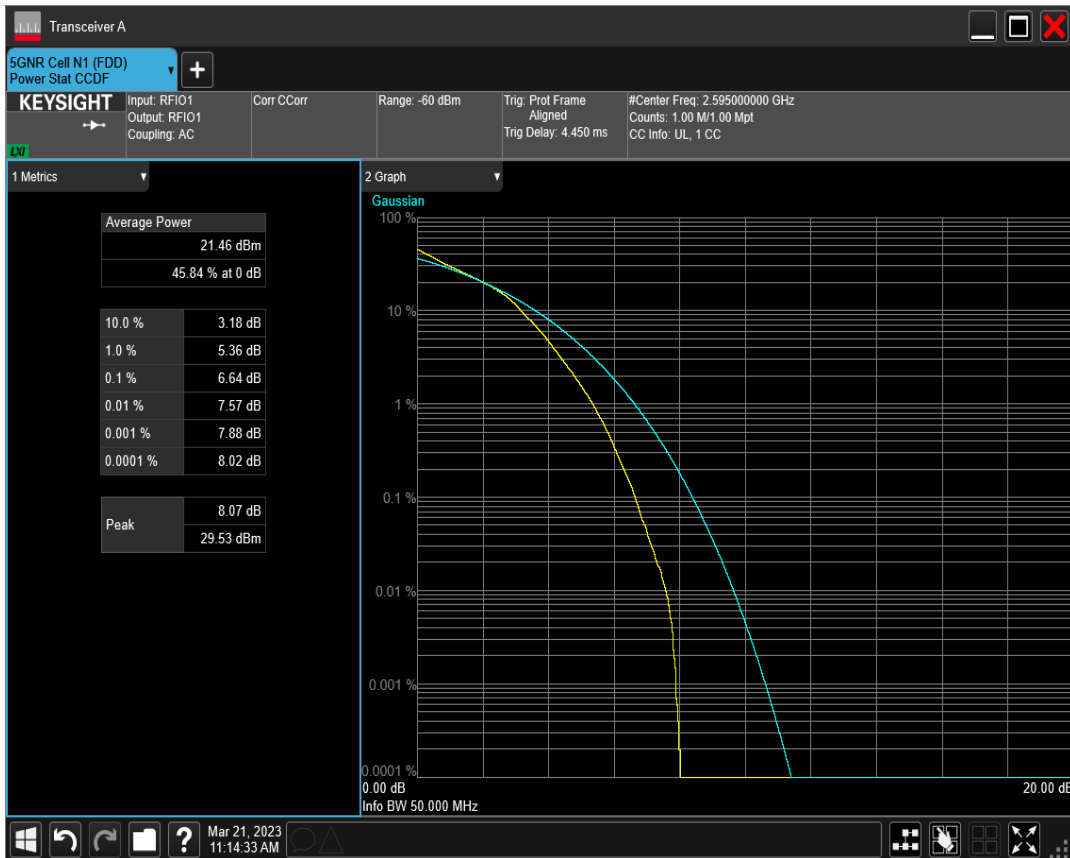 Transceiver A
5GNR Cell N1 (FDD)
Power Stat CCDF
+
KEYSIGHT
LXI
Input: RFIO1
Output: RFIO1
Coupling: AC
Corr CCorr
Range: -60 dBm
Trig: Prot Frame
Aligned
Trig Delay: 4.450 ms
#Center Freq: 2.595000000 GHz
Counts: 1.00 M/1.00 Mpt
CC Info: UL, 1 CC
1 Metrics
Average Power
21.46 dBm
45.84 % at 0 dB
10.0 % 3.18 dB
1.0 % 5.36 dB
0.1 % 6.64 dB
0.01 % 7.57 dB
0.001 % 7.88 dB
0.0001 % 8.02 dB
Peak
8.07 dB
29.53 dBm
2 Graph
Gaussian
100 %
10 %
1 %
0.1 %
0.01 %
0.001 %
0.0001 %
0.00 dB 20.00 dB
Info BW 50.000 MHz
?
Mar 21, 2023
11:14:33 AM